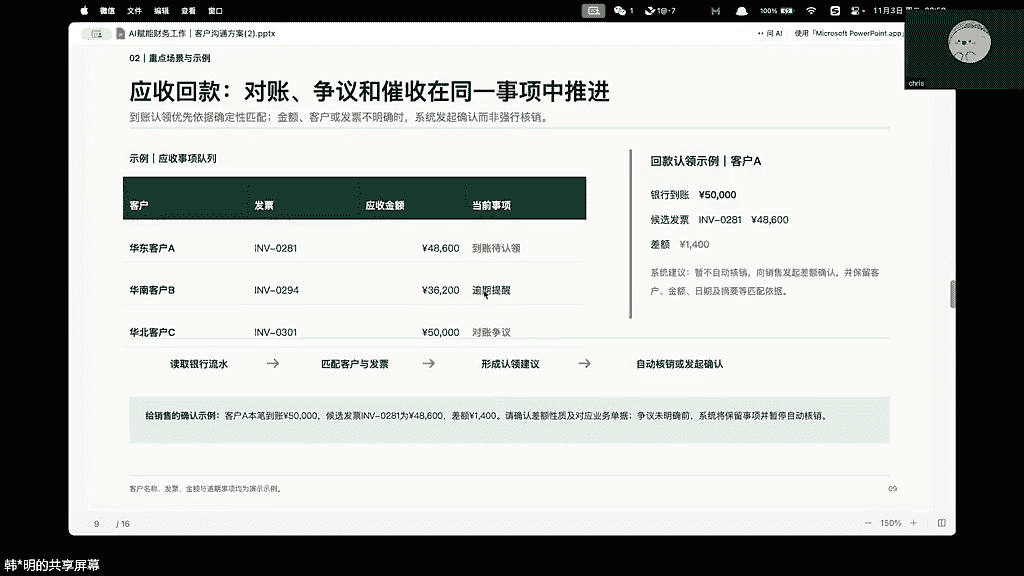 微信 文件 编辑 查看 窗口
1 1@-7 100% 11月3日
AI赋能财务工作 | 客户沟通方案(2).pptx
问 AI 使用「Microsoft PowerPoint.app
chris
02 | 重点场景与示例
应收回款：对账、争议和催收在同一事项中推进
到账认领优先依据确定性匹配；金额、客户或发票不明确时，系统发起确认而非强行核销。
示例 | 应收事项队列
客户 发票 应收金额 当前事项
华东客户A INV-0281 ¥48,600 到账待认领
华南客户B INV-0294 ¥36,200 逾期提醒
华北客户C INV-0301 ¥50,000 对账争议
回款认领示例 | 客户A
银行到账 ¥50,000
候选发票 INV-0281 ¥48,600
差额 ¥1,400
系统建议：暂不自动核销，向销售发起差额确认，并保留客
户、金额、日期及摘要等匹配依据。
读取银行流水 → 匹配客户与发票 → 形成认领建议 → 自动核销或发起确认
给销售的确认示例：客户A本笔到账¥50,000，候选发票INV-0281为¥48,600，差额¥1,400。请确认差额性质及对应业务单据；争议未明确前，系统将保留事项并暂停自动核销。
客户名称、发票、金额与逾期事项均为演示示例。
09
9 / 16
150%
韩*明的共享屏幕